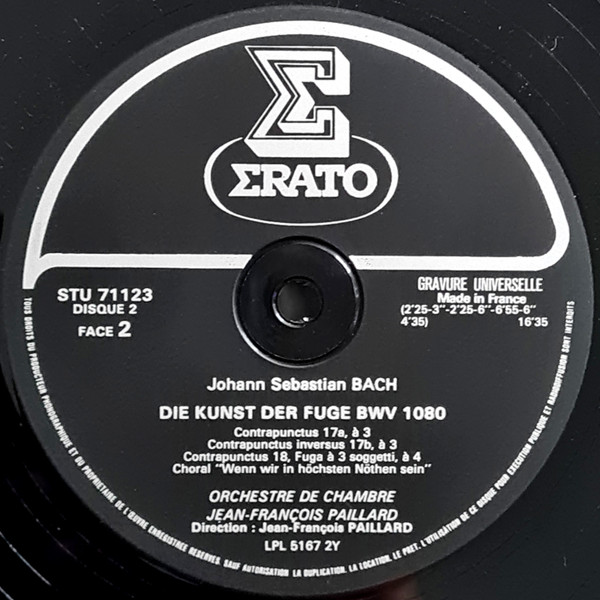 Σ
ΣRATO
STU 71123
DISQUE 2
FACE 2
GRAVURE UNIVERSELLE
Made in France
(2'25-3"-2'25-6"-6'55-6"
4'35) 16'35
Johann Sebastian BACH
DIE KUNST DER FUGE BWV 1080
Contrapunctus 17a, à 3
Contrapunctus inversus 17b, à 3
Contrapunctus 18, Fuga à 3 soggetti, à 4
Choral "Wenn wir in höchsten Nöthen sein"
ORCHESTRE DE CHAMBRE
JEAN-FRANÇOIS PAILLARD
Direction : Jean-François PAILLARD
LPL 5167 2Y
TOUS DROITS DU PRODUCTEUR PHONOGRAPHIQUE ET DU PROPRIETAIRE DE L'ŒUVRE ENREGISTREE RESERVES. SAUF AUTORISATION LA DUPLICATION, LA LOCATION, LE PRET, L'UTILISATION DE CE DISQUE POUR EXECUTION PUBLIQUE ET RADIODIFFUSION SONT INTERDITS